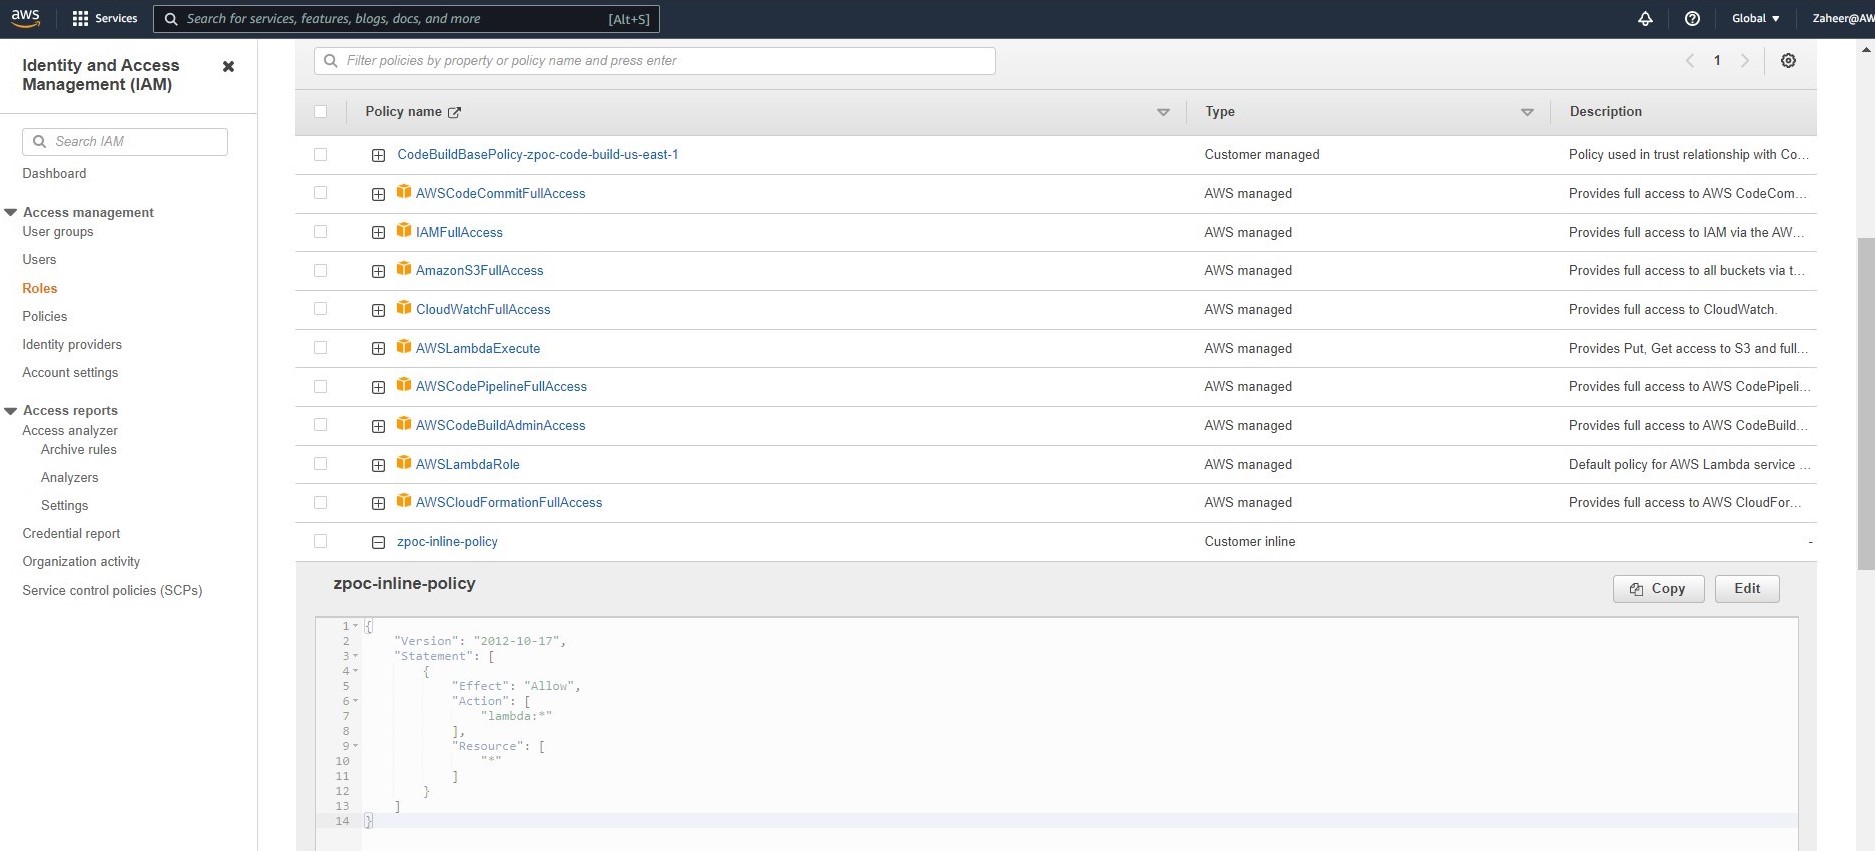 aws Services Search for services, features, blogs, docs, and more [Alt+S] Global ▼ Zaheer@AW
Identity and Access
Management (IAM)
Search IAM
Dashboard
Access management
User groups
Users
Roles
Policies
Identity providers
Account settings
Access reports
Access analyzer
Archive rules
Analyzers
Settings
Credential report
Organization activity
Service control policies (SCPs)
Filter policies by property or policy name and press enter 1
Policy name Type Description
CodeBuildBasePolicy-zpoc-code-build-us-east-1 Customer managed Policy used in trust relationship with Co...
AWSCodeCommitFullAccess AWS managed Provides full access to AWS CodeCom...
IAMFullAccess AWS managed Provides full access to IAM via the AW...
AmazonS3FullAccess AWS managed Provides full access to all buckets via t...
CloudWatchFullAccess AWS managed Provides full access to CloudWatch.
AWSLambdaExecute AWS managed Provides Put, Get access to S3 and full...
AWSCodePipelineFullAccess AWS managed Provides full access to AWS CodePipeli...
AWSCodeBuildAdminAccess AWS managed Provides full access to AWS CodeBuild...
AWSLambdaRole AWS managed Default policy for AWS Lambda service ...
AWSCloudFormationFullAccess AWS managed Provides full access to AWS CloudFor...
zpoc-inline-policy Customer inline -
zpoc-inline-policy Copy Edit
1 {
2 "Version": "2012-10-17",
3 "Statement": [
4 {
5 "Effect": "Allow",
6 "Action": [
7 "lambda:*"
8 ],
9 "Resource": [
10 "*"
11 ]
12 }
13 ]
14 }